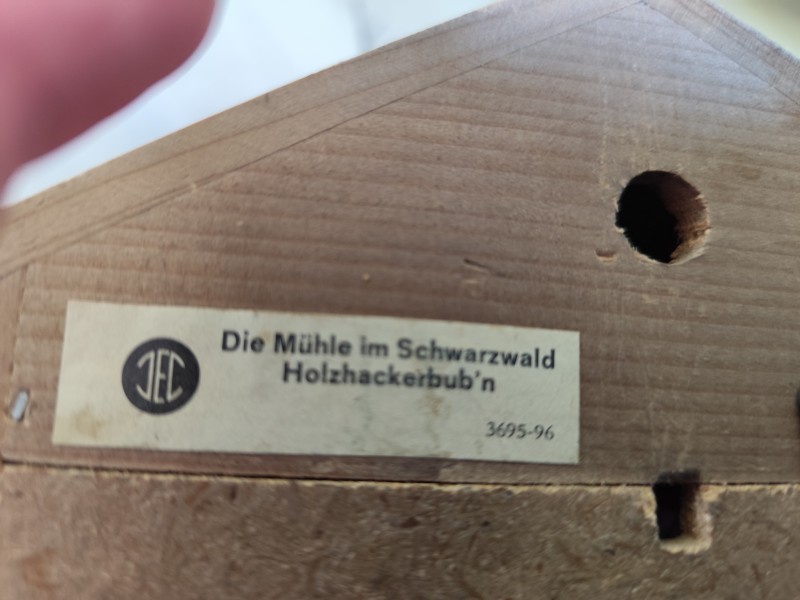 JEC
Die Mühle im Schwarzwald
Holzhackerbub'n
3695-96